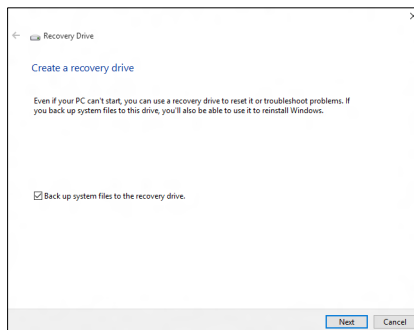 Recovery Drive
Create a recovery drive
Even if your PC can't start, you can use a recovery drive to reset it or troubleshoot problems. If
you back up system files to this drive, you'll also be able to use it to reinstall Windows.
Back up system files to the recovery drive.
Next Cancel